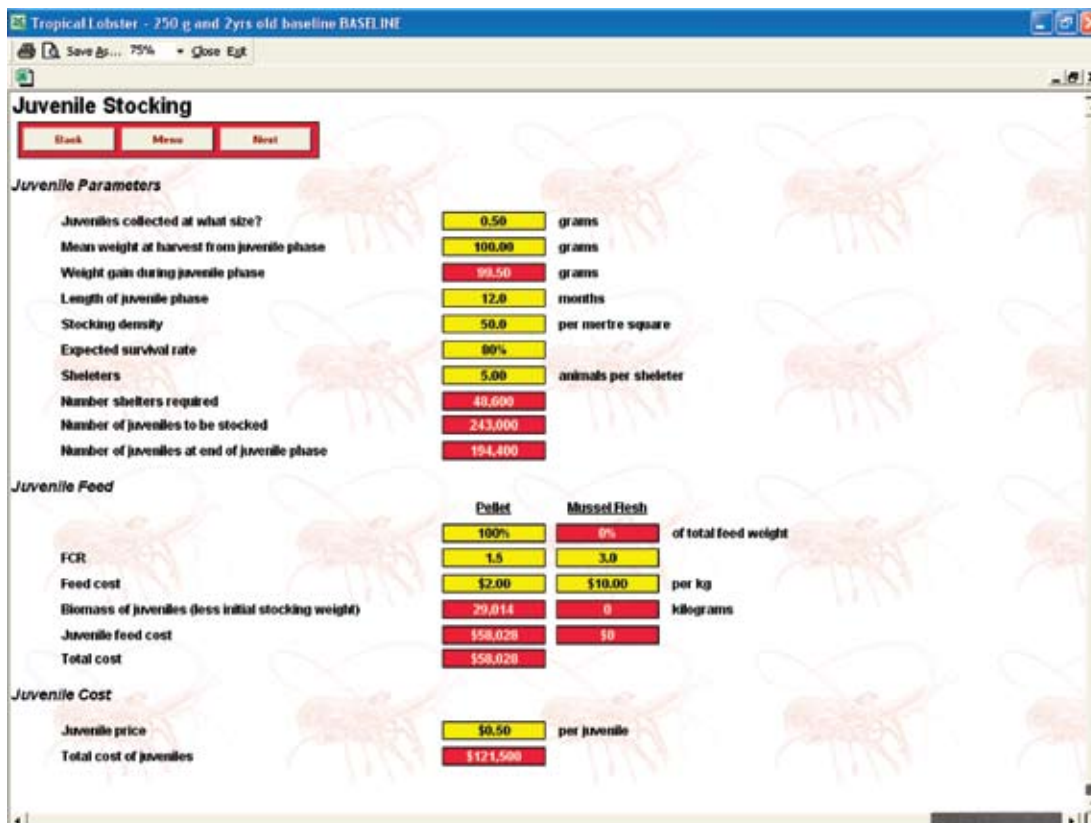 Tropical Lobster - 250 g and 2yrs old baseline BASELINE
Save As... 75% Close Exit
Juvenile Stocking
Back Menu Next
Juvenile Parameters
Juveniles collected at what size? 0.50 grams
Mean weight at harvest from juvenile phase 100.00 grams
Weight gain during juvenile phase 99.50 grams
Length of juvenile phase 12.0 months
Stocking density 50.0 per mertre square
Expected survival rate 80%
Sheleters 5.00 animals per sheleter
Number shelters required 48,600
Number of juveniles to be stocked 243,000
Number of juveniles at end of juvenile phase 194,400
Juvenile Feed
Pellet Mussel Flesh
100% 0% of total feed weight
FCR 1.5 3.0
Feed cost $2.00 $10.00 per kg
Biomass of juveniles (less initial stocking weight) 29,014 0 kilograms
Juvenile feed cost $58,028 $0
Total cost $58,028
Juvenile Cost
Juvenile price $0.50 per juvenile
Total cost of juveniles $121,500